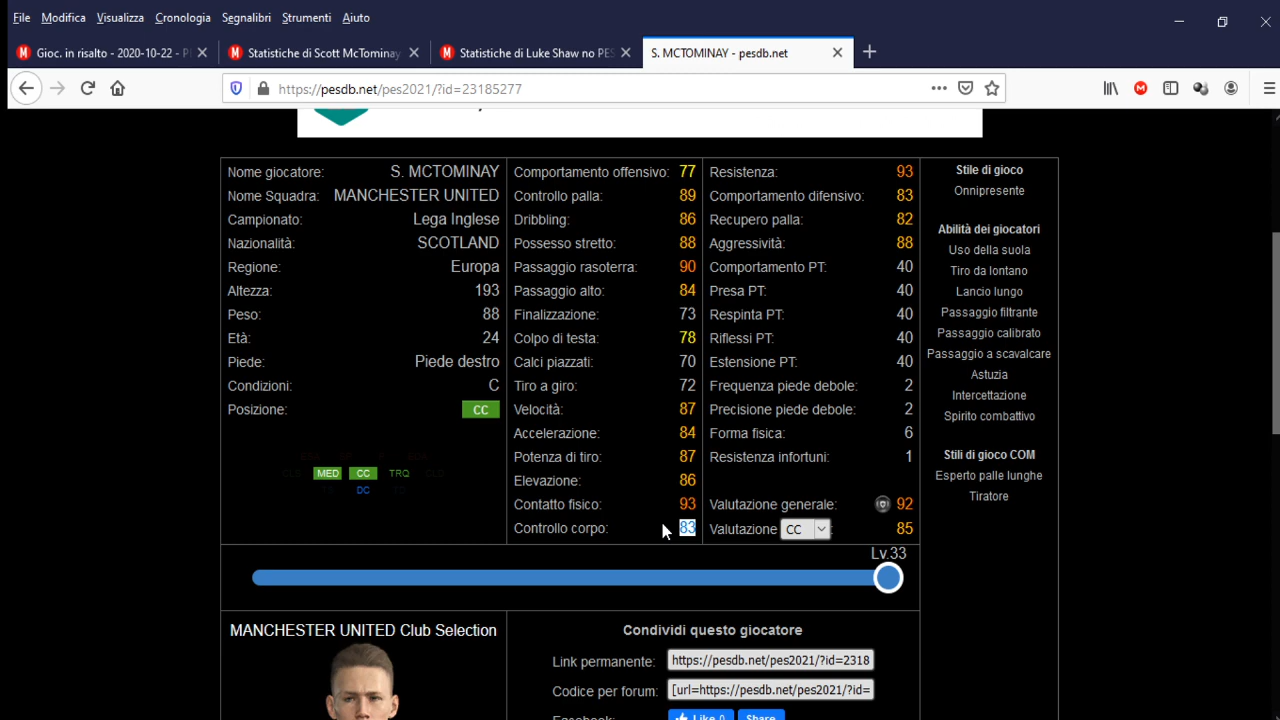 File Modifica Visualizza Cronologia Segnalibri Strumenti Aiuto
Gioc. in risalto - 2020-10-22 - P
Statistiche di Scott McTominay
Statistiche di Luke Shaw no PES
S. MCTOMINAY - pesdb.net
https://pesdb.net/pes2021/?id=23185277
Nome giocatore: S. MCTOMINAY
Nome Squadra: MANCHESTER UNITED
Campionato: Lega Inglese
Nazionalità: SCOTLAND
Regione: Europa
Altezza: 193
Peso: 88
Età: 24
Piede: Piede destro
Condizioni: C
Posizione: CC
MED CC TRQ
DC
Comportamento offensivo: 77
Controllo palla: 89
Dribbling: 86
Possesso stretto: 88
Passaggio rasoterra: 90
Passaggio alto: 84
Finalizzazione: 73
Colpo di testa: 78
Calci piazzati: 70
Tiro a giro: 72
Velocità: 87
Accelerazione: 84
Potenza di tiro: 87
Elevazione: 86
Contatto fisico: 93
Controllo corpo: 83
Resistenza: 93
Comportamento difensivo: 83
Recupero palla: 82
Aggressività: 88
Comportamento PT: 40
Presa PT: 40
Respinta PT: 40
Riflessi PT: 40
Estensione PT: 40
Frequenza piede debole: 2
Precisione piede debole: 2
Forma fisica: 6
Resistenza infortuni: 1
Valutazione generale: 92
Valutazione CC : 85
Stile di gioco
Onnipresente
Abilità dei giocatori
Uso della suola
Tiro da lontano
Lancio lungo
Passaggio filtrante
Passaggio calibrato
Passaggio a scavalcare
Astuzia
Intercettazione
Spirito combattivo
Stili di gioco COM
Esperto palle lunghe
Tiratore
Lv.33
MANCHESTER UNITED Club Selection
Condividi questo giocatore
Link permanente: https://pesdb.net/pes2021/?id=2318
Codice per forum: [url=https://pesdb.net/pes2021/?id=
Like 0 Share